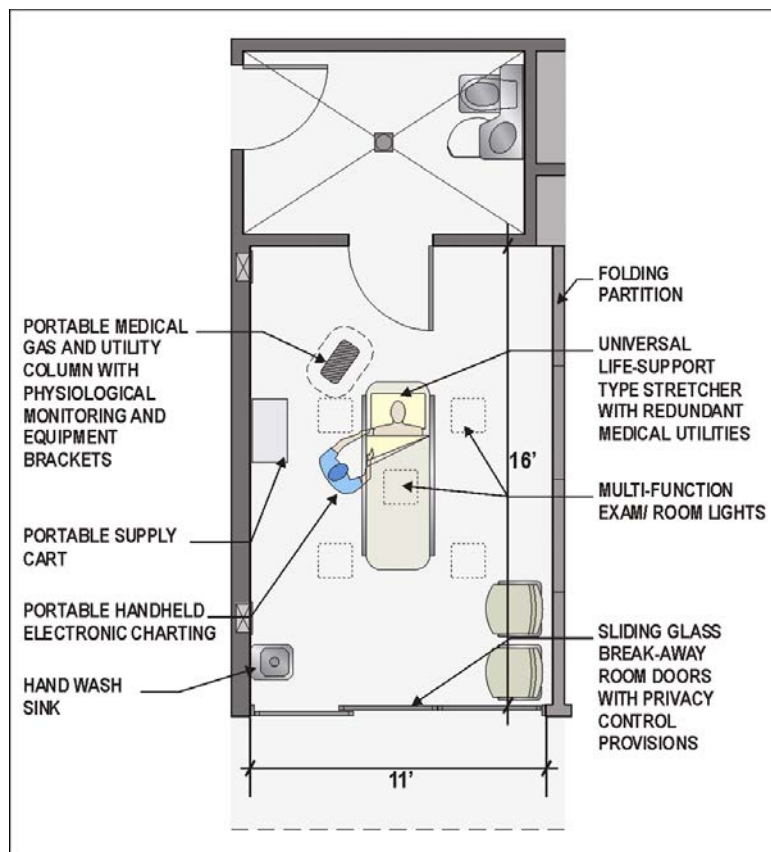 PORTABLE MEDICAL
GAS AND UTILITY
COLUMN WITH
PHYSIOLOGICAL
MONITORING AND
EQUIPMENT
BRACKETS
PORTABLE SUPPLY
CART
PORTABLE HANDHELD
ELECTRONIC CHARTING
HAND WASH
SINK
FOLDING
PARTITION
UNIVERSAL
LIFE-SUPPORT
TYPE STRETCHER
WITH REDUNDANT
MEDICAL UTILITIES
16’
MULTI-FUNCTION
EXAM/ ROOM LIGHTS
SLIDING GLASS
BREAK-AWAY
ROOM DOORS
WITH PRIVACY
CONTROL
PROVISIONS
11’